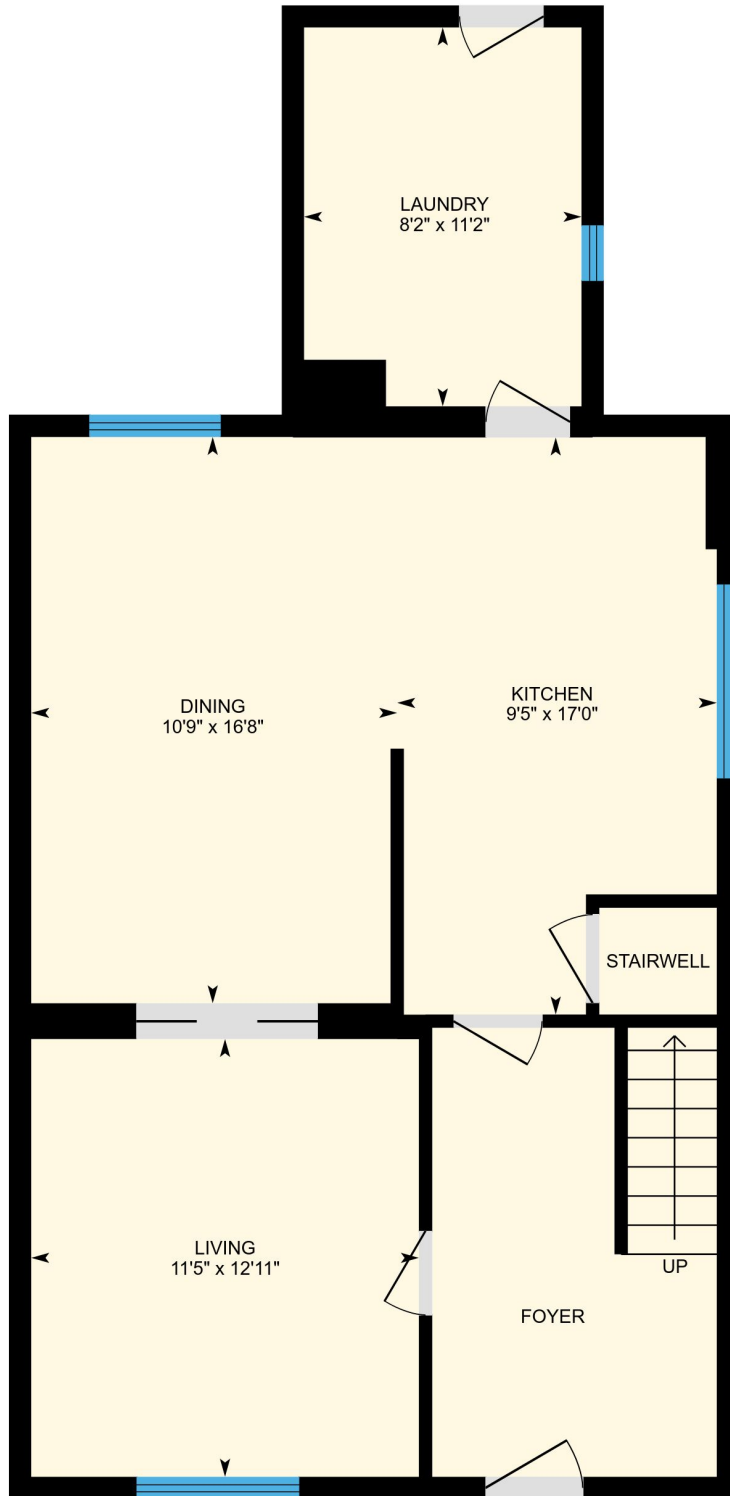 LAUNDRY
8'2" x 11'2"
DINING
10'9" x 16'8"
KITCHEN
9'5" x 17'0"
STAIRWELL
LIVING
11'5" x 12'11"
UP
FOYER